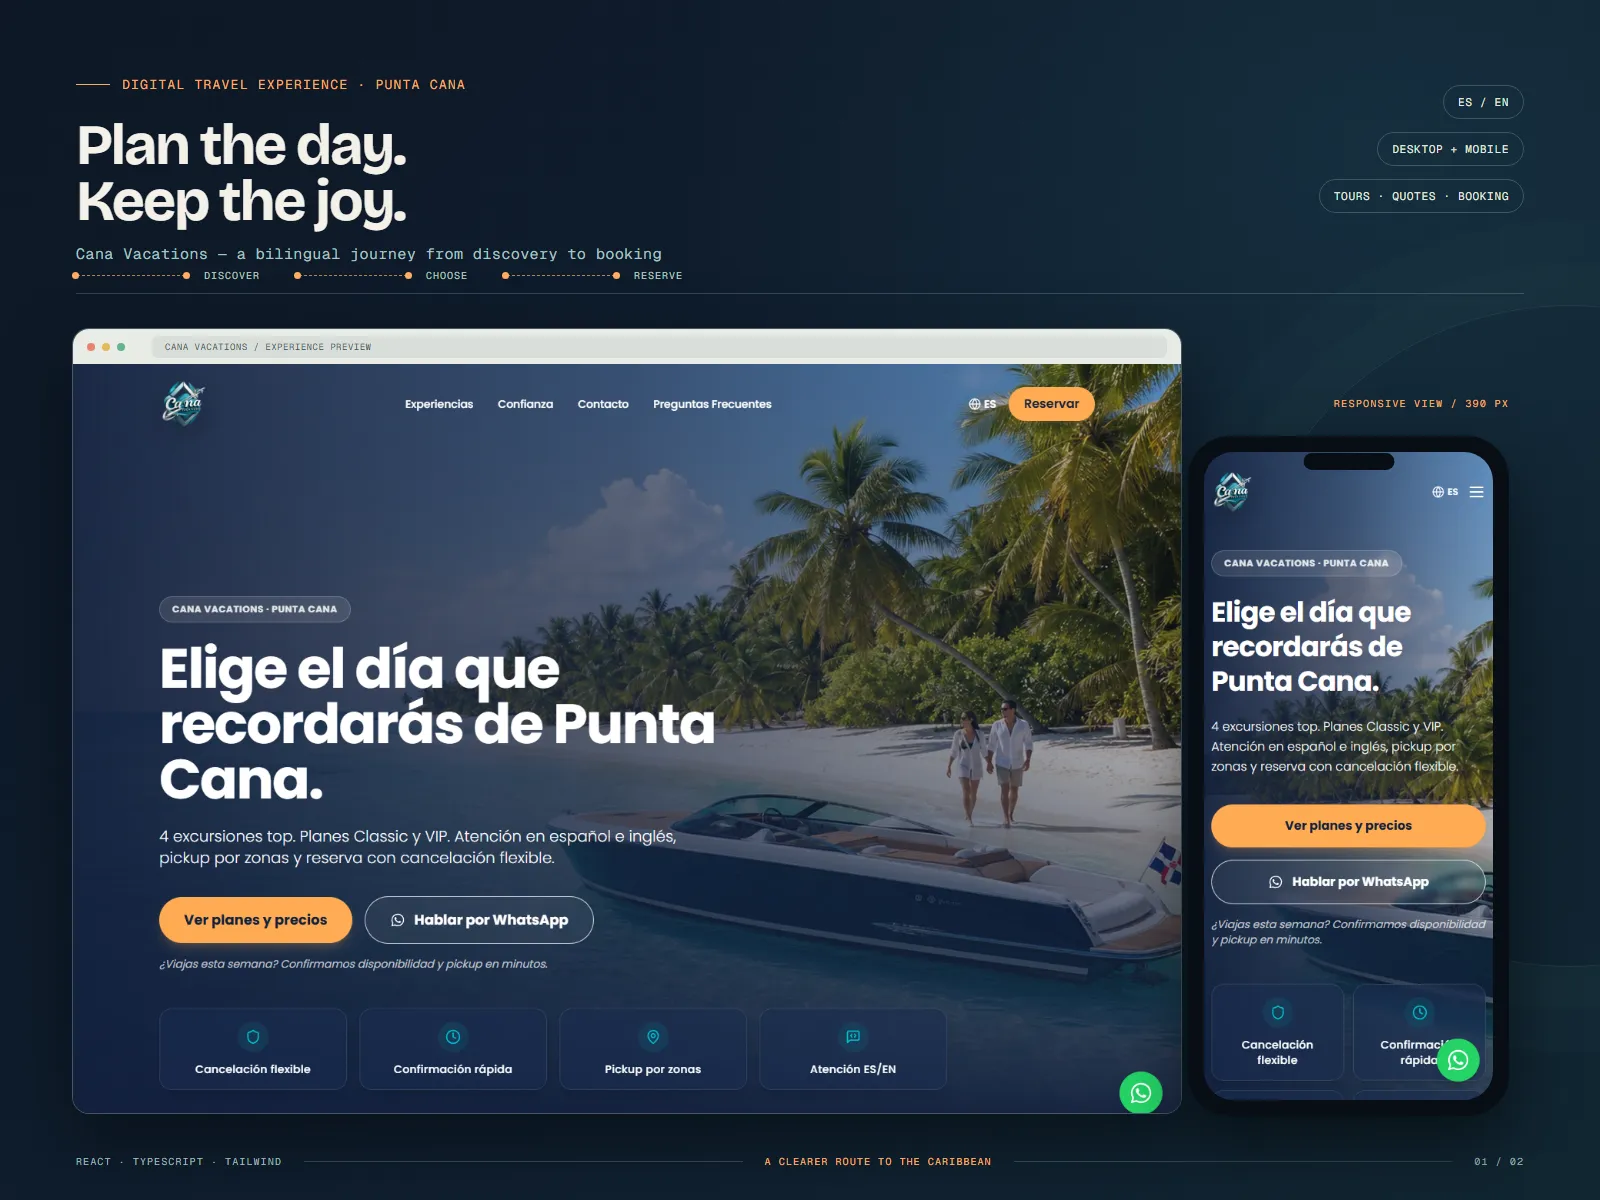 DIGITAL TRAVEL EXPERIENCE · PUNTA CANA
Plan the day.
Keep the joy.
Cana Vacations — a bilingual journey from discovery to booking
DISCOVER
CHOOSE
RESERVE
ES / EN
DESKTOP + MOBILE
TOURS · QUOTES · BOOKING
CANA VACATIONS / EXPERIENCE PREVIEW
Cana
Experiencias
Confianza
Contacto
Preguntas Frecuentes
ES
Reservar
CANA VACATIONS · PUNTA CANA
Elige el día que
recordarás de Punta
Cana.
4 excursiones top. Planes Classic y VIP. Atención en español e inglés,
pickup por zonas y reserva con cancelación flexible.
Ver planes y precios
Hablar por WhatsApp
¿Viajas esta semana? Confirmamos disponibilidad y pickup en minutos.
Cancelación flexible
Confirmación rápida
Pickup por zonas
Atención ES/EN
RESPONSIVE VIEW / 390 PX
Cana
ES
CANA VACATIONS · PUNTA CANA
Elige el día que
recordarás de
Punta Cana.
4 excursiones top. Planes Classic y VIP.
Atención en español e inglés, pickup por
zonas y reserva con cancelación flexible.
Ver planes y precios
Hablar por WhatsApp
¿Viajas esta semana? Confirmamos disponibilidad
y pickup en minutos.
Cancelación
flexible
rápida
REACT · TYPESCRIPT · TAILWIND
A CLEARER ROUTE TO THE CARIBBEAN
01 / 02